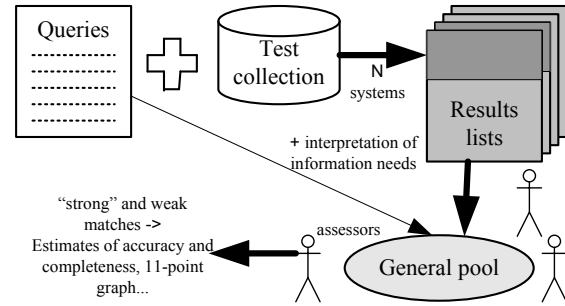 Queries
Test
collection
N
systems
Results
lists
+ interpretation of
information needs
“strong” and weak
matches ->
Estimates of accuracy and
completeness, 11-point
graph...
assessors
General pool